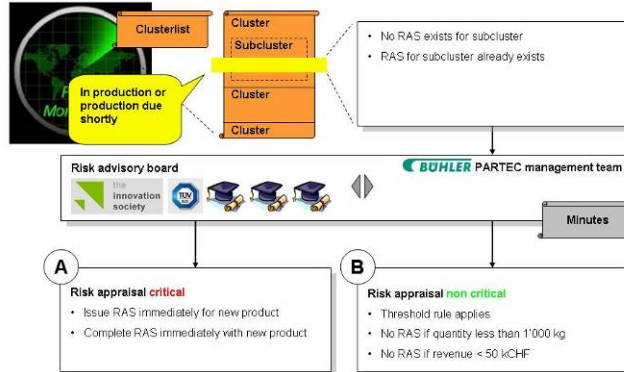 Clusterlist
Cluster
Subcluster
Cluster
Cluster
In production or
production due
shortly
No RAS exists for subcluster
RAS for subcluster already exists
Risk advisory board
the
innovation
society
TÜV
BÜHLER PARTEC management team
Minutes
A
Risk appraisal critical
Issue RAS immediately for new product
Complete RAS immediately with new product
B
Risk appraisal non critical
Threshold rule applies
No RAS if quantity less than 1'000 kg
No RAS if revenue < 50 kCHF